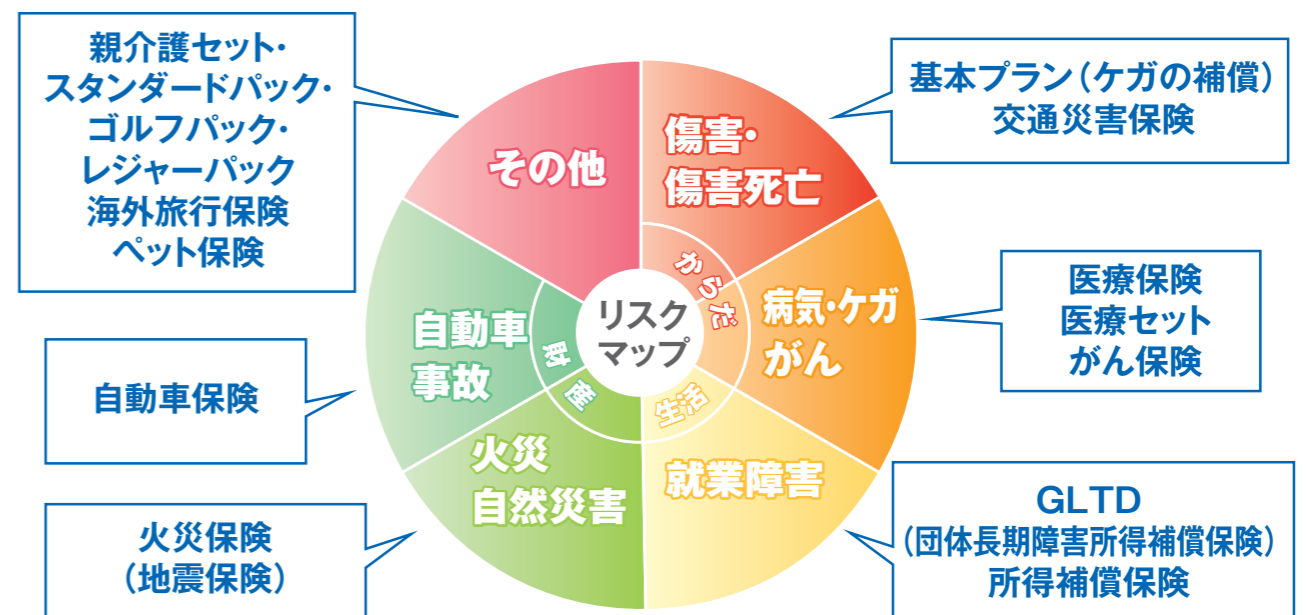 親介護セット・
スタンダードパック・
ゴルフパック・
レジャーパック
海外旅行保険
ペット保険
基本プラン（ケガの補償）
交通災害保険
その他
傷害・
傷害死亡
からだ
医療保険
医療セット
がん保険
リスク
マップ
病気・ケガ
がん
自動車
事故
財産
生活
自動車保険
火災
自然災害
就業障害
火災保険
（地震保険）
GLTD
（団体長期障害所得補償保険）
所得補償保険